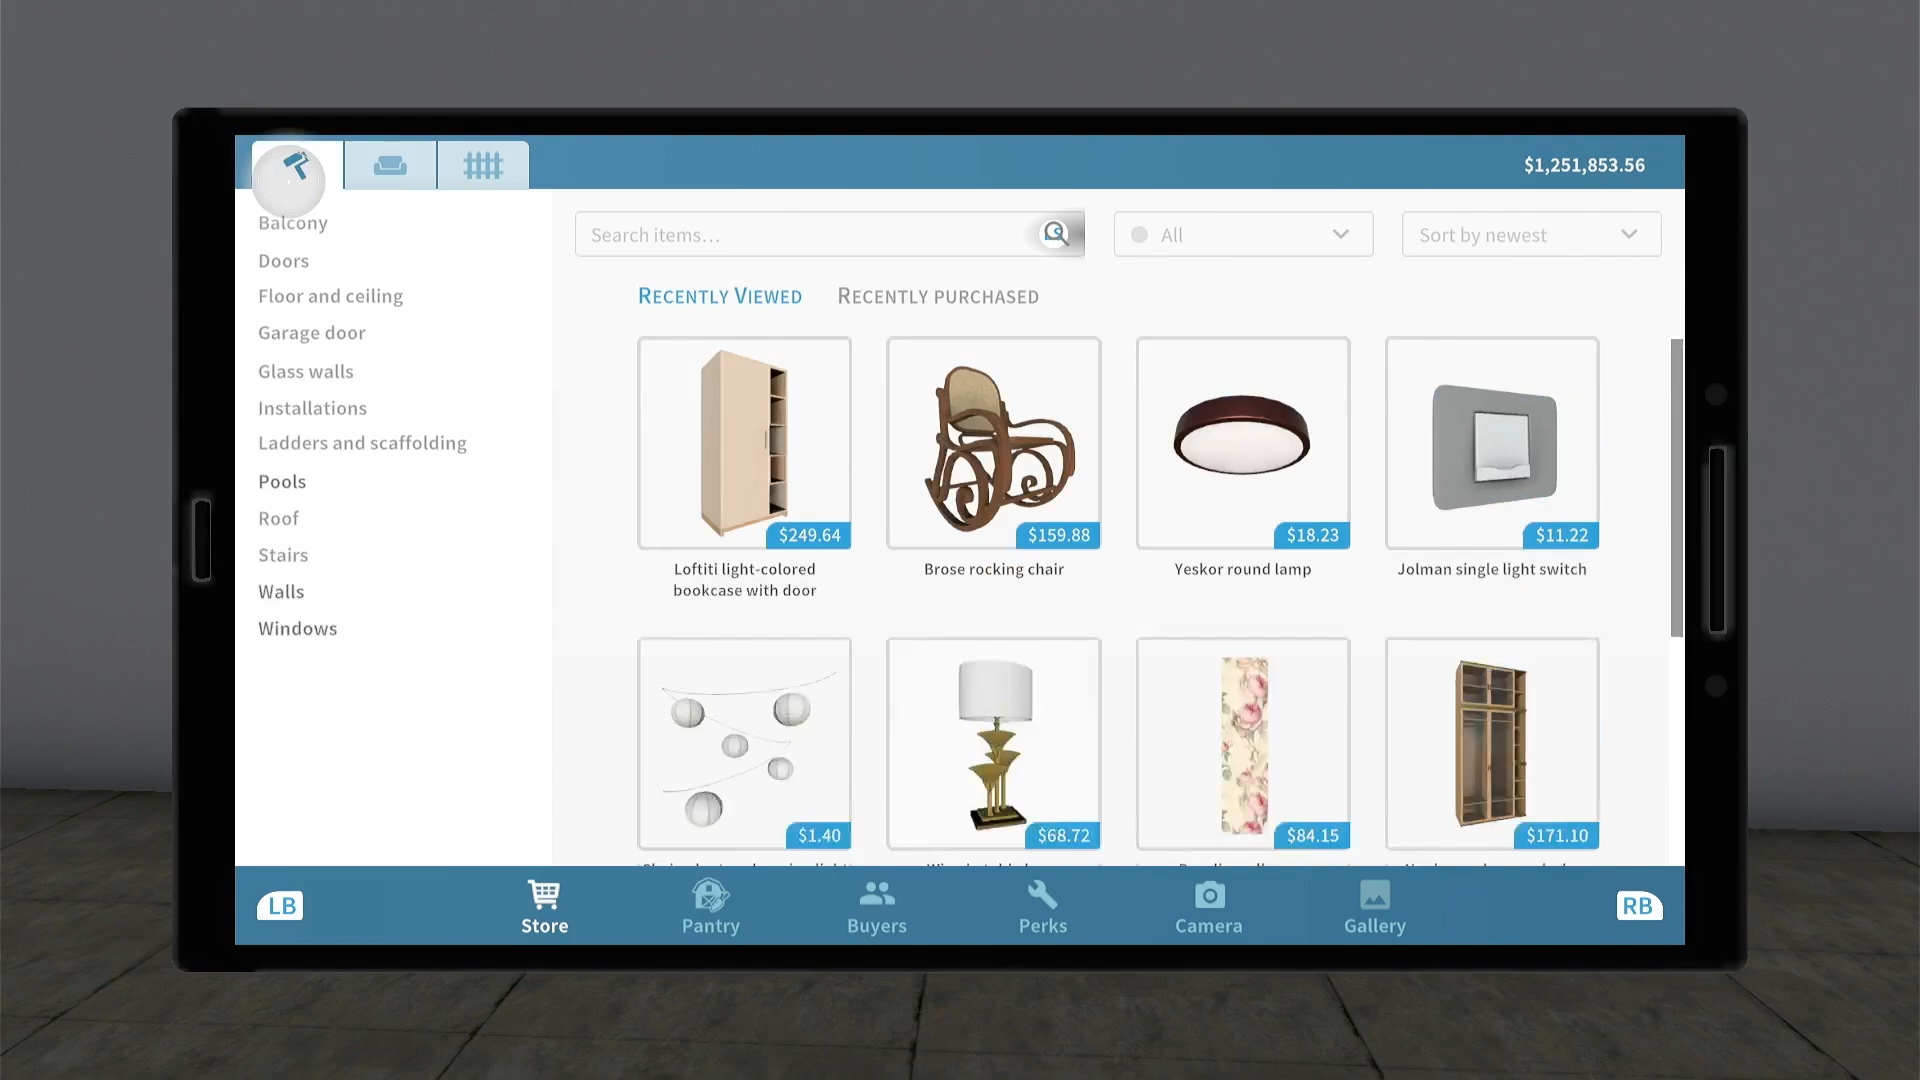 $1,251,853.56
Balcony
Doors
Floor and ceiling
Garage door
Glass walls
Installations
Ladders and scaffolding
Pools
Roof
Stairs
Walls
Windows
Search items...
LS
All
Sort by newest
RECENTLY VIEWED
RECENTLY PURCHASED
$249.64
$159.88
$18.23
$11.22
Loftiti light-colored
bookcase with door
Brose rocking chair
Yeskor round lamp
Jolman single light switch
$1.40
$68.72
$84.15
$171.10
LB
Store
Pantry
Buyers
Perks
Camera
Gallery
RB